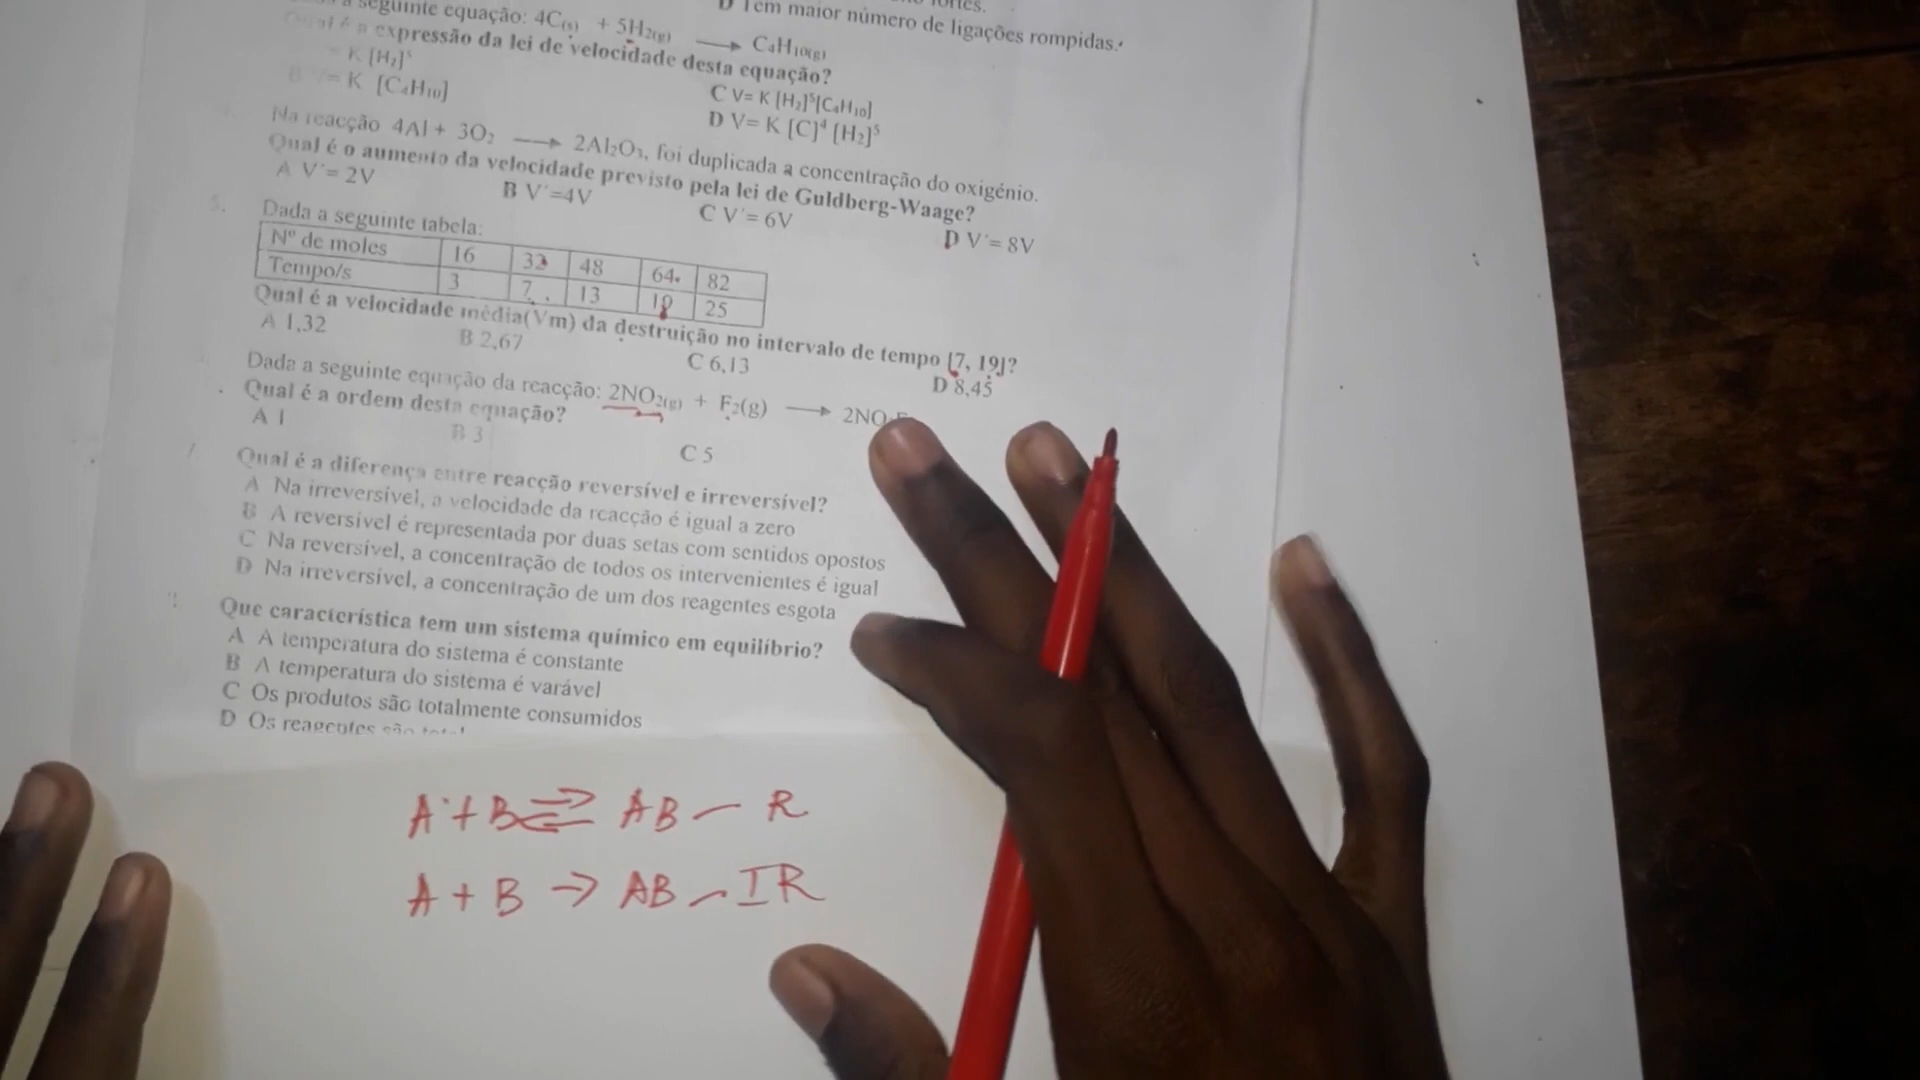 fortes.
D Tem maior número de ligações rompidas.
a seguinte equação: 4C(s) + 5H2(g) ⟶ C4H10(g)
Qual é a expressão da lei de velocidade desta equação?
= K [H2]⁵
B V= K [C4H10]
C V= K [H2]⁵[C4H10]
D V= K [C]⁴ [H2]⁵
Na reacção 4Al + 3O2 ⟶ 2Al2O3, foi duplicada a concentração do oxigénio.
Qual é o aumento da velocidade previsto pela lei de Guldberg-Waage?
A V´= 2V
B V´=4V
C V´= 6V
D V´= 8V
5. Dada a seguinte tabela:
Nº de moles 16 32 48 64 82
Tempo/s 3 7 13 19 25
Qual é a velocidade média(Vm) da destruição no intervalo de tempo [7, 19]?
A 1,32
B 2,67
C 6,13
D 8,45
Dada a seguinte equação da reacção: 2NO2(g) + F2(g) ⟶ 2NO
Qual é a ordem desta equação?
A 1
B 3
C 5
Qual é a diferença entre reacção reversível e irreversível?
A Na irreversível, a velocidade da reacção é igual a zero
B A reversível é representada por duas setas com sentidos opostos
C Na reversível, a concentração de todos os intervenientes é igual
D Na irreversível, a concentração de um dos reagentes esgota
Que característica tem um sistema químico em equilíbrio?
A A temperatura do sistema é constante
B A temperatura do sistema é varável
C Os produtos são totalmente consumidos
D Os reagentes são
A + B ⇌ AB — R
A + B → AB — IR